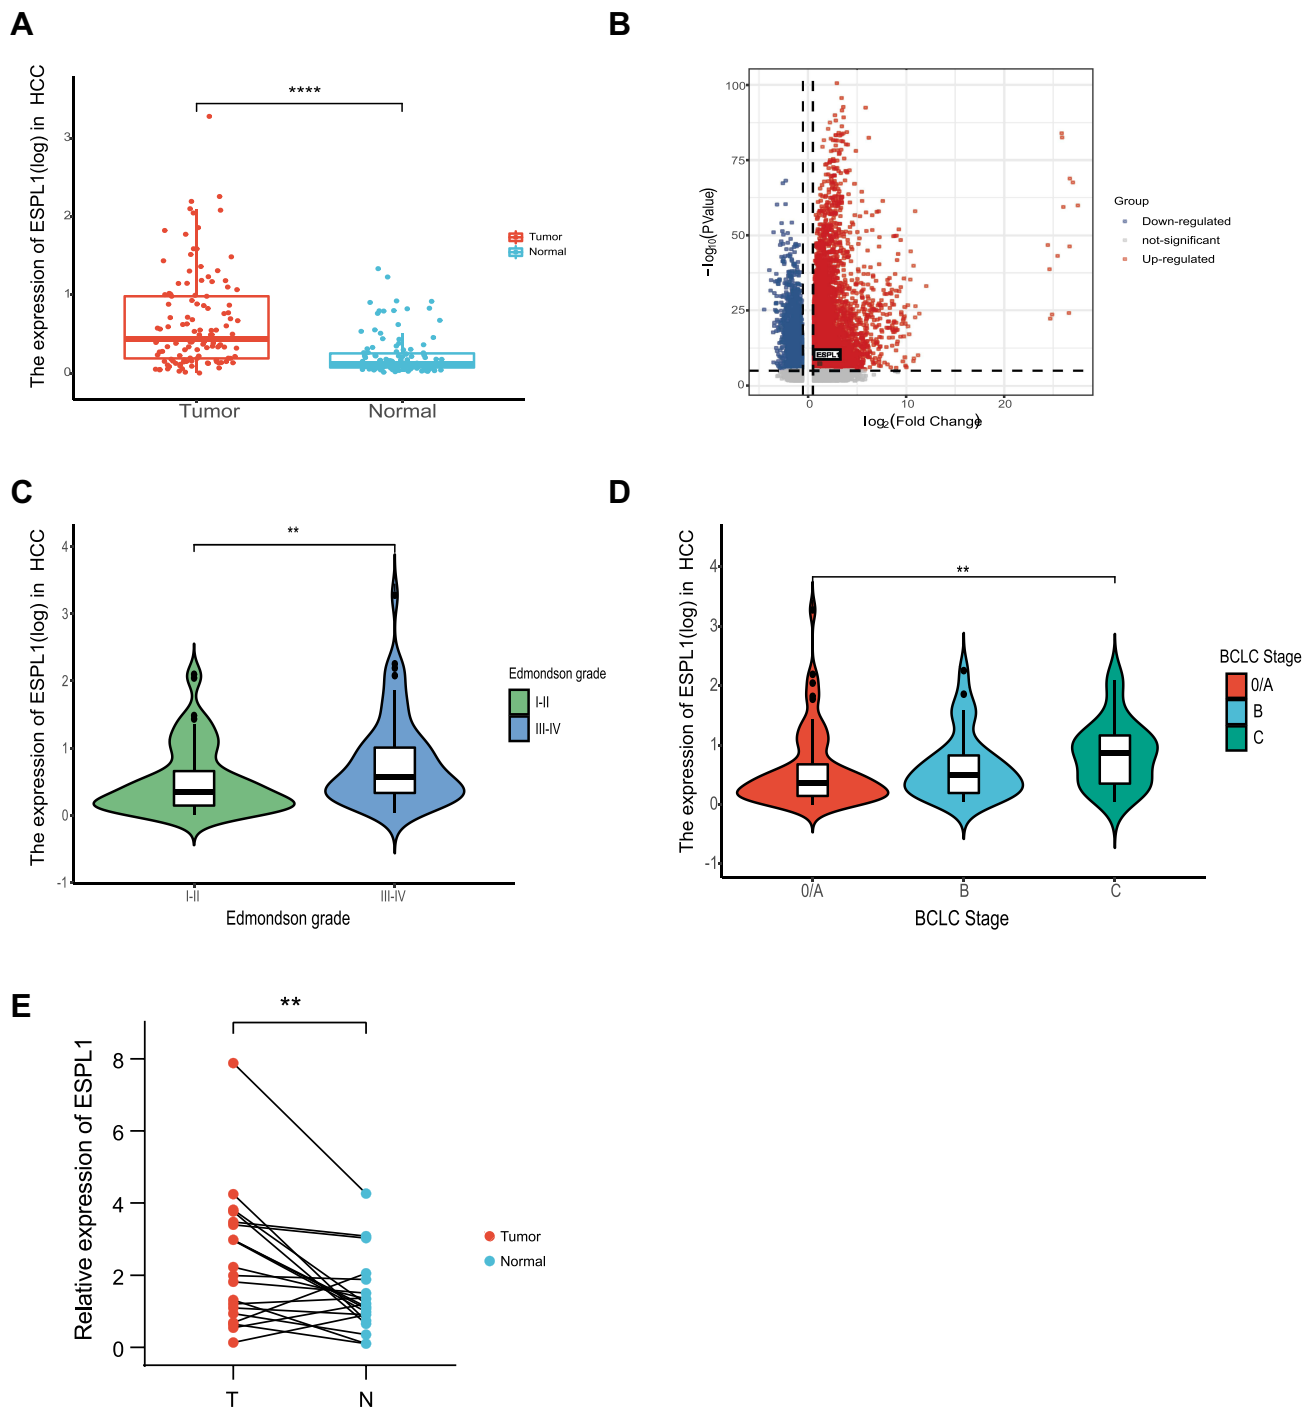 A
The expression of ESPL1(log) in HCC
****
3
2
1
0
Tumor
Normal
Tumor
Normal
B
−log10(PValue)
100
75
50
25
0
ESPL1
0
10
20
log2(Fold Change)
Group
Down-regulated
not-significant
Up-regulated
C
The expression of ESPL1(log) in HCC
**
4
3
2
1
0
-1
I-II
III-IV
Edmondson grade
Edmondson grade
I-II
III-IV
D
The expression of ESPL1(log) in HCC
**
4
3
2
1
0
-1
0/A
B
C
BCLC Stage
BCLC Stage
0/A
B
C
E
Relative expression of ESPL1
**
8
6
4
2
0
T
N
Tumor
Normal